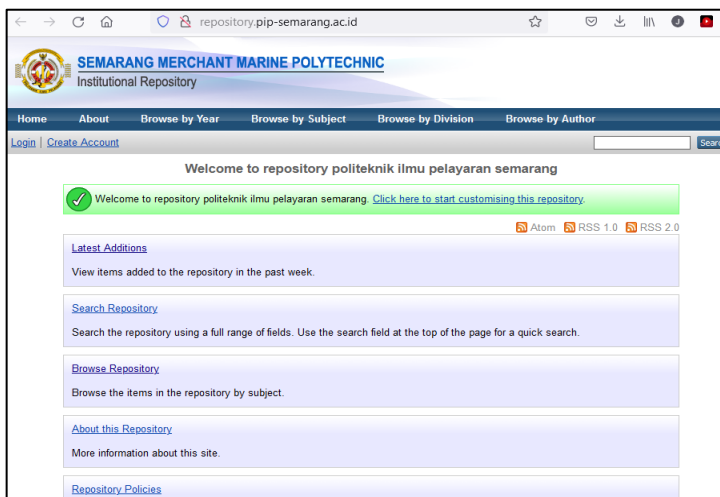 repository.pip-semarang.ac.id
SEMARANG MERCHANT MARINE POLYTECHNIC
Institutional Repository
Home About Browse by Year Browse by Subject Browse by Division Browse by Author
Login | Create Account
Welcome to repository politeknik ilmu pelayaran semarang
Welcome to repository politeknik ilmu pelayaran semarang. Click here to start customising this repository.
Atom RSS 1.0 RSS 2.0
Latest Additions
View items added to the repository in the past week.
Search Repository
Search the repository using a full range of fields. Use the search field at the top of the page for a quick search.
Browse Repository
Browse the items in the repository by subject.
About this Repository
More information about this site.
Repository Policies